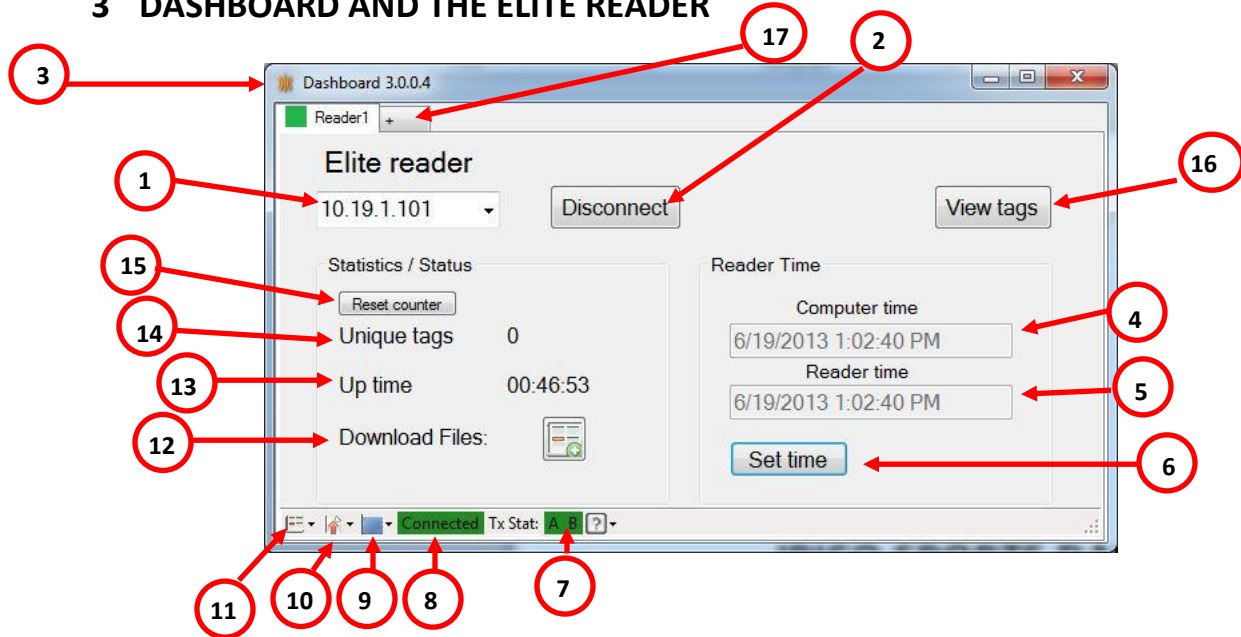 3 DASHBOARD AND THE ELITE READER
17
2
3
Dashboard 3.0.0.4
Reader1 +
Elite reader
16
1
10.19.1.101
Disconnect
View tags
Statistics / Status
Reader Time
15
Reset counter
Computer time
4
14
Unique tags 0
6/19/2013 1:02:40 PM
Reader time
13
Up time 00:46:53
5
6/19/2013 1:02:40 PM
12
Download Files:
Set time
6
Connected Tx Stat: A B ?
11
10
9
8
7